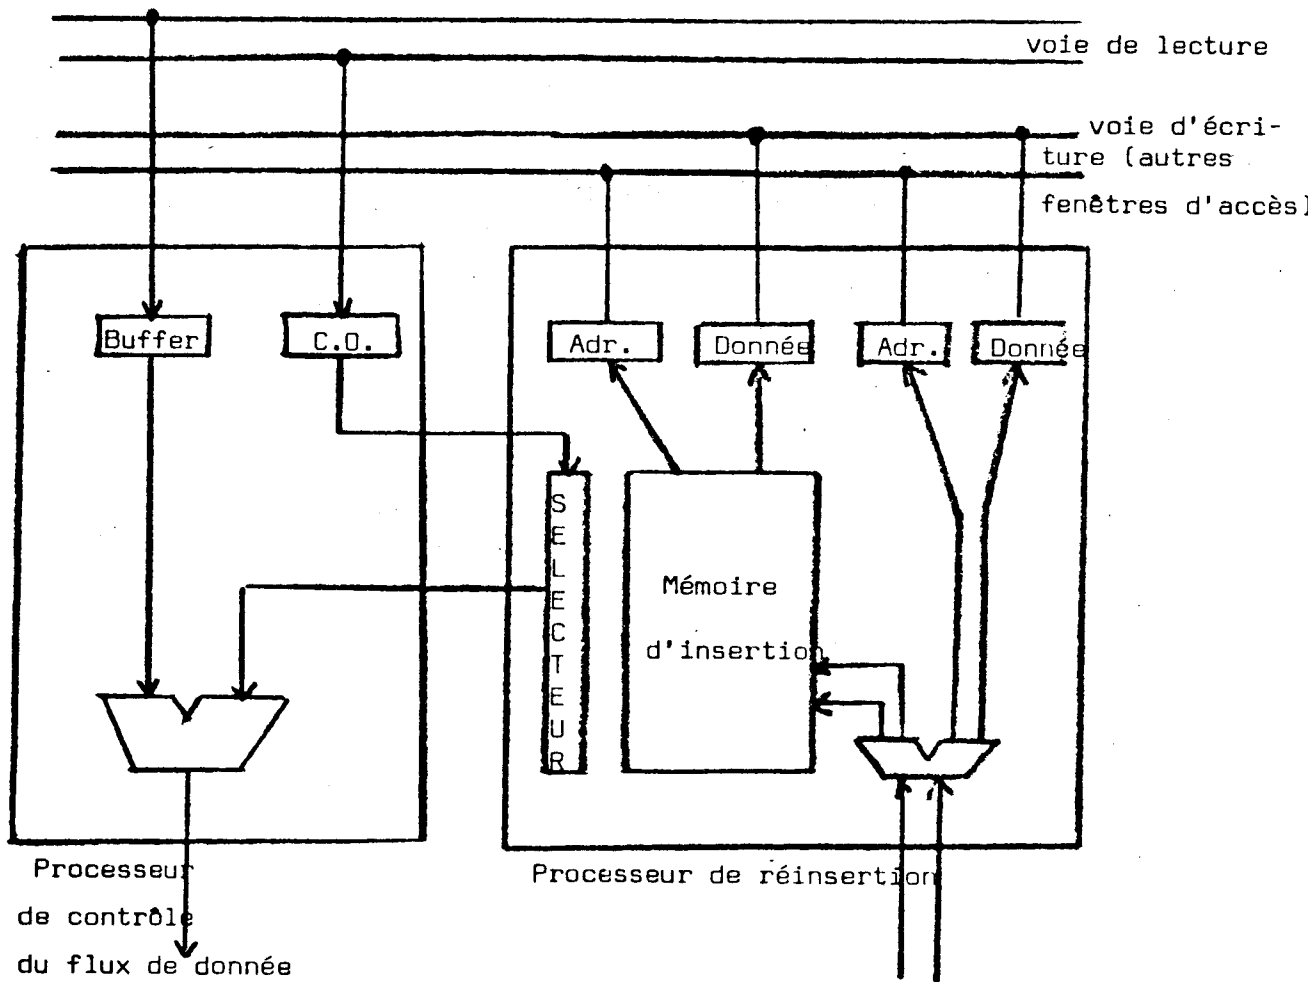 voie de lecture
voie d'écri-
ture (autres
fenêtres d'accès)
Buffer
C.O.
Adr.
Donnée
Adr.
Donnée
SELECTEUR
Mémoire
d'insertion
Processeur
de contrôle
du flux de donnée
Processeur de réinsertion